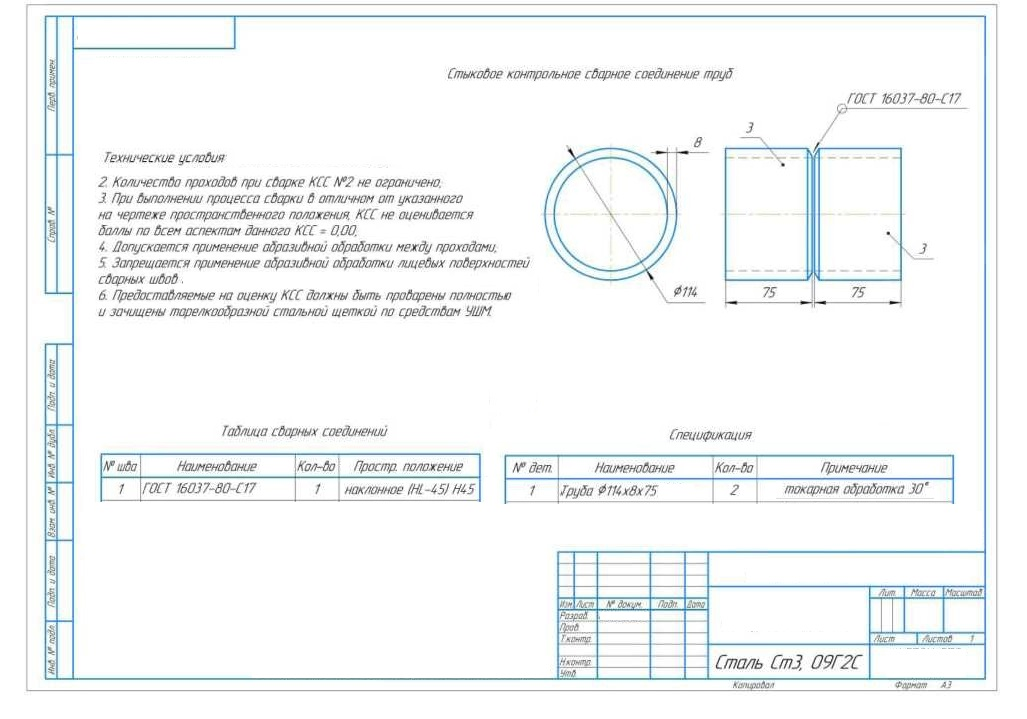 Перв. примен.
Справ. №
Подп. и дата
Инв. № дубл.
Взам. инв. №
Подп. и дата
Инв. № подл.
Стыковое контрольное сварное соединение труб
ГОСТ 16037-80-С17
3
8
Ф114
75
75
3
Технические условия
2. Количество проходов при сварке КСС №2 не ограничено;
3. При выполнении процесса сварки в отличном от указанного
на чертеже пространственного положения, КСС не оценивается
баллы по всем аспектам данного КСС = 0,00;
4. Допускается применение абразивной обработки между проходами;
5. Запрещается применение абразивной обработки лицевых поверхностей
сварных швов .
6. Предоставляемые на оценку КСС должны быть проварены полностью
и зачищены тарелкообразной стальной щеткой по средствам УШМ.
Таблица сварных соединений
№ шва Наименование Кол-во Простр. положение
1 ГОСТ 16037-80-С17 1 наклонное (HL-45) H45
Спецификация
№ дет. Наименование Кол-во Примечание
1 Труба Ф114х8х75 2 токарная обработка 30°
Изм. Лист № докум. Подп. Дата
Разраб.
Пров.
Т.контр.
Н.контр.
Утв.
Лит. Масса Масштаб
Лист Листов 1
Сталь Ст3, 09Г2С
Копировал Формат А3